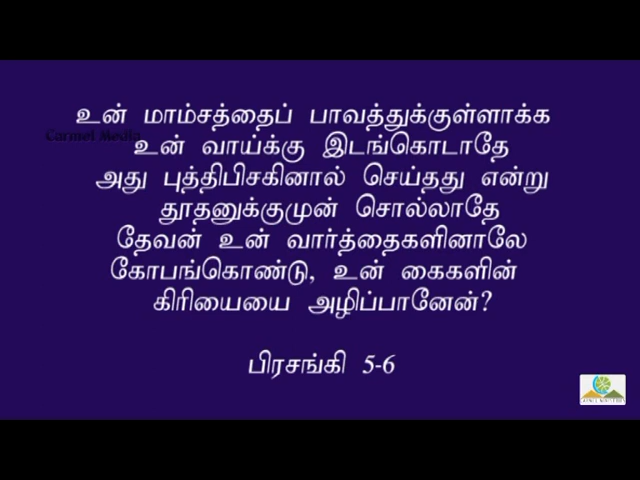 உன் மாம்சத்தைப் பாவத்துக்குள்ளாக்க
Carmel Media
உன் வாய்க்கு இடங்கொடாதே
அது புத்திபிசகினால் செய்தது என்று
தூதனுக்குமுன் சொல்லாதே
தேவன் உன் வார்த்தைகளினாலே
கோபங்கொண்டு, உன் கைகளின்
கிரியையை அழிப்பானேன்?
பிரசங்கி 5-6